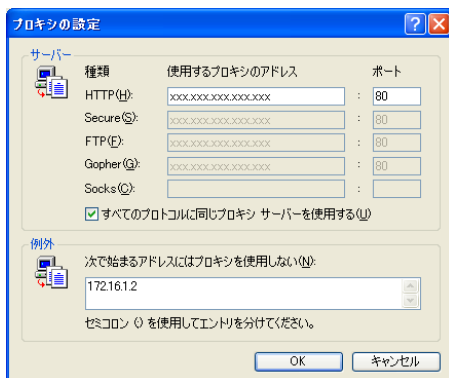 プロキシの設定
サーバー
種類 使用するプロキシのアドレス ポート
HTTP(H): xxx.xxx.xxx.xxx.xxx : 80
Secure(S): xxx.xxx.xxx.xxx.xxx : 80
FTP(F): xxx.xxx.xxx.xxx.xxx : 80
Gopher(G): xxx.xxx.xxx.xxx.xxx : 80
Socks(C): :
すべてのプロトコルに同じプロキシ サーバーを使用する(U)
例外
次で始まるアドレスにはプロキシを使用しない(N):
172.16.1.2
セミコロン (;) を使用してエントリを分けてください。
OK キャンセル